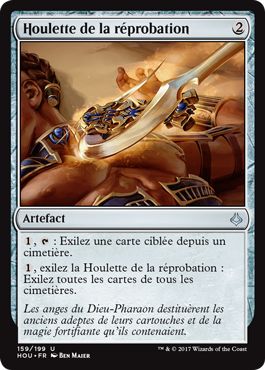 Houlette de la réprobation 2
Artefact
1, T : Exilez une carte ciblée depuis un
cimetière.
1, exilez la Houlette de la réprobation :
Exilez toutes les cartes de tous les
cimetières.
Les anges du Dieu-Pharaon destituèrent les
anciens adeptes de leurs cartouches et de la
magie fortifiante qu'ils contenaient.
159/199 U
HOU • FR Ben Maier
™ & © 2017 Wizards of the Coast